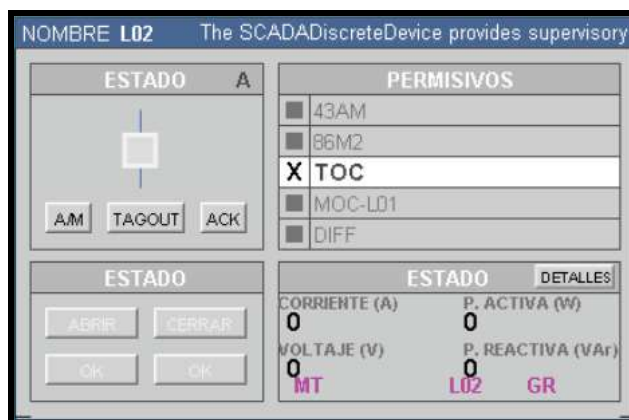 NOMBRE L02 The SCADADiscreteDevice provides supervisory
ESTADO A
A/M TAGOUT ACK
PERMISIVOS
43AM
86M2
X TOC
MOC-L01
DIFF
ESTADO
ABRIR CERRAR
OK OK
ESTADO DETALLES
CORRIENTE (A) P. ACTIVA (W)
0 0
VOLTAJE (V) P. REACTIVA (VAr)
0 0
MT L02 GR